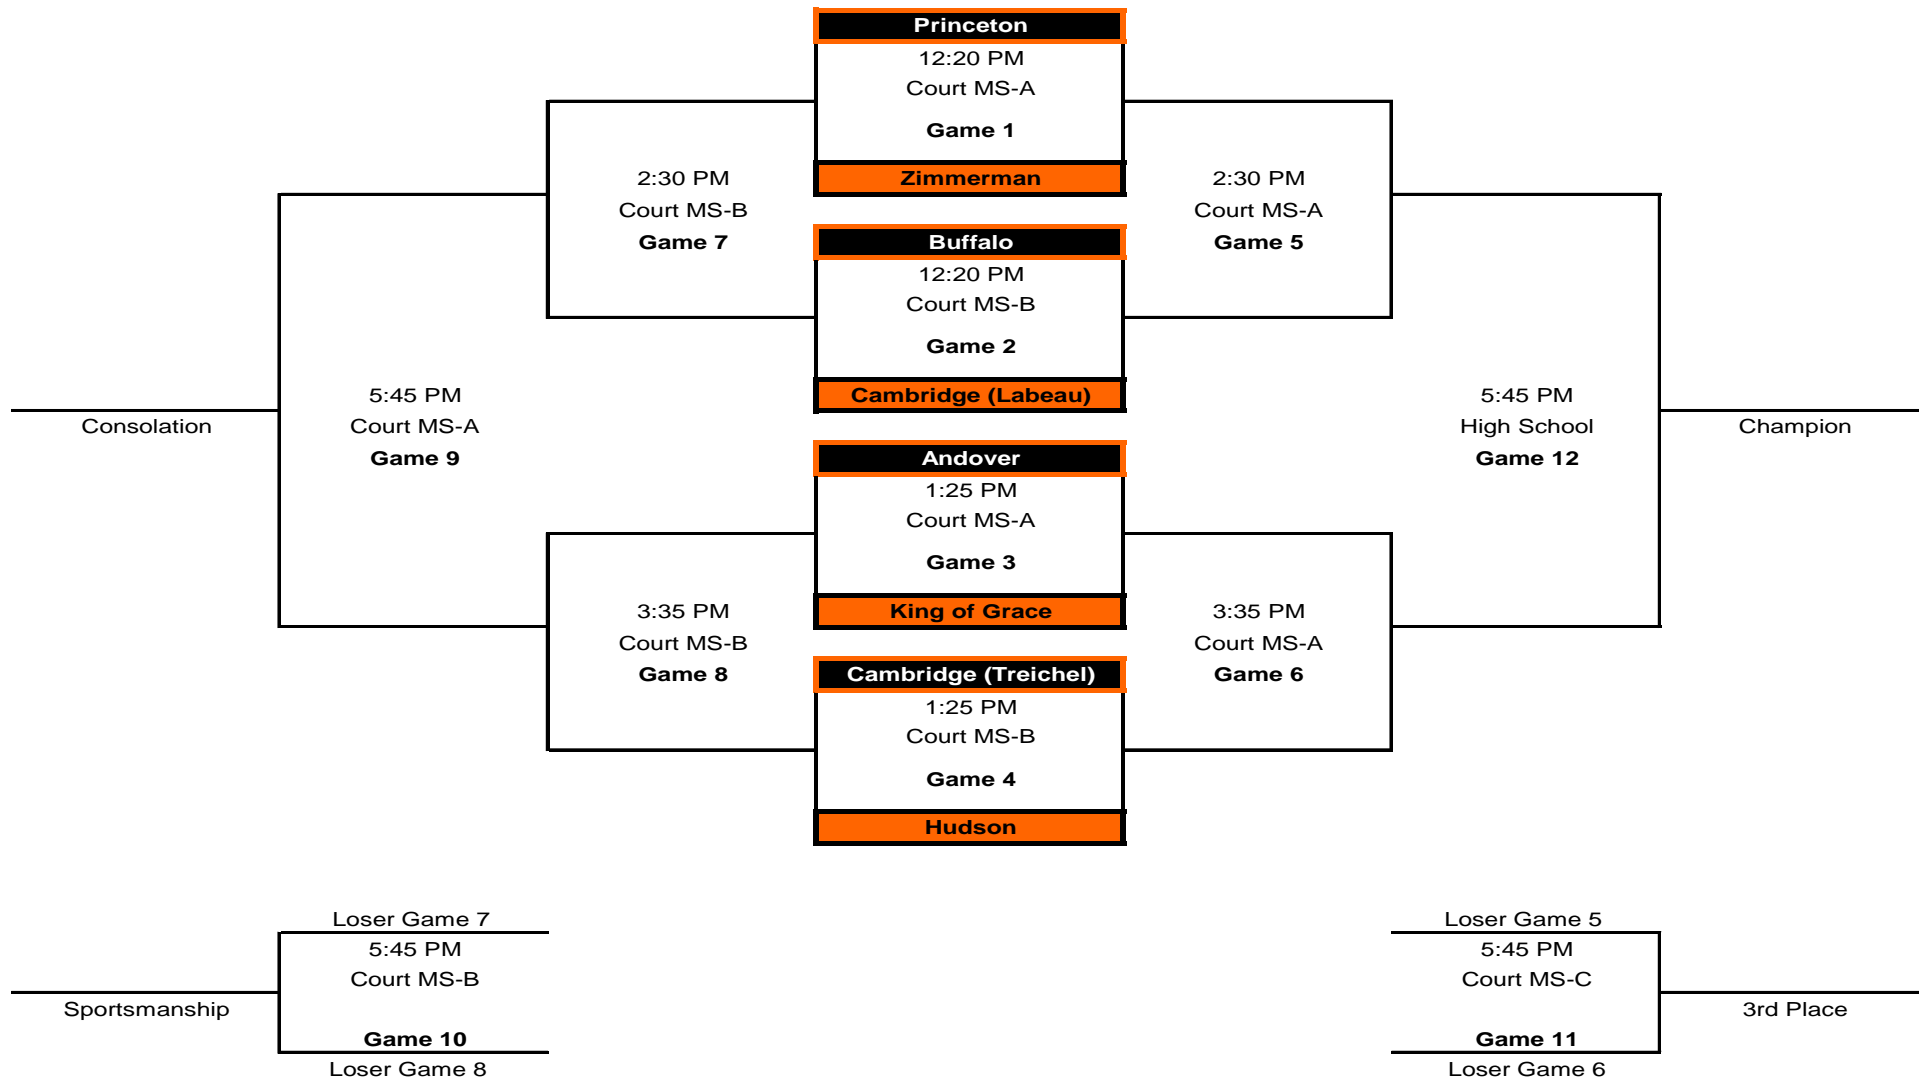 Princeton
12:20 PM
Court MS-A
Game 1
Zimmerman
2:30 PM
Court MS-B
Game 7
2:30 PM
Court MS-A
Game 5
Buffalo
12:20 PM
Court MS-B
Game 2
Cambridge (Labeau)
Consolation
5:45 PM
Court MS-A
Game 9
5:45 PM
High School
Game 12
Champion
Andover
1:25 PM
Court MS-A
Game 3
King of Grace
3:35 PM
Court MS-B
Game 8
3:35 PM
Court MS-A
Game 6
Cambridge (Treichel)
1:25 PM
Court MS-B
Game 4
Hudson
Loser Game 7
5:45 PM
Court MS-B
Sportsmanship
Game 10
Loser Game 8
Loser Game 5
5:45 PM
Court MS-C
3rd Place
Game 11
Loser Game 6